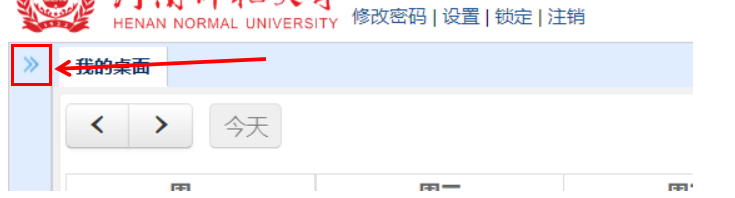 HENAN NORMAL UNIVERSITY 修改密码 | 设置 | 锁定 | 注销
我的桌面
今天